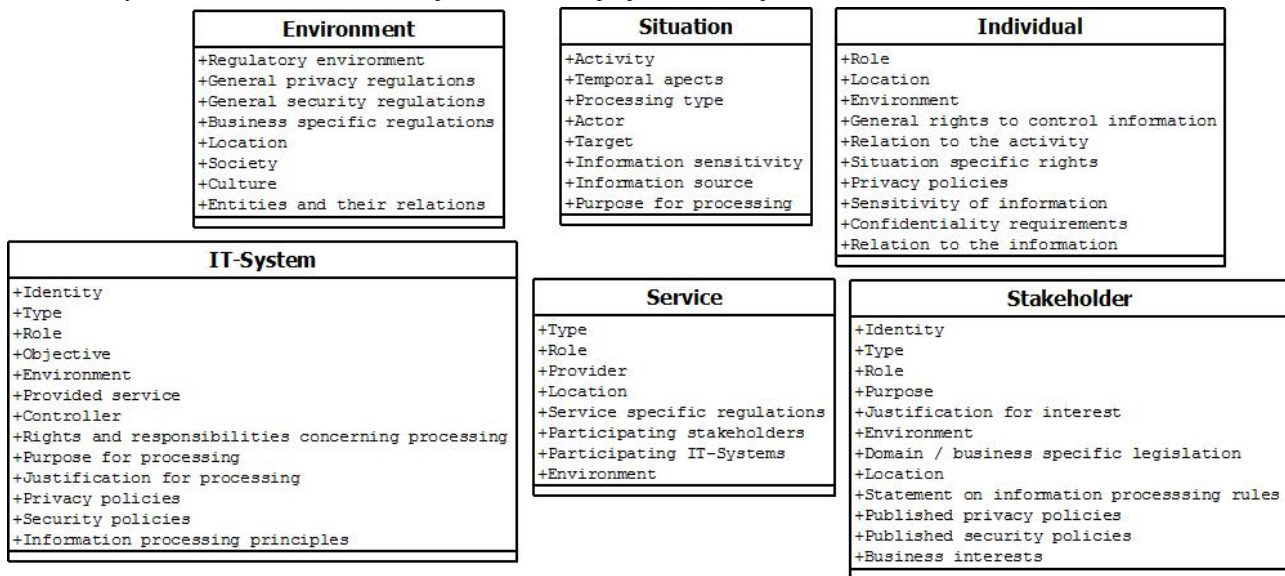 Environment
+Regulatory environment
+General privacy regulations
+General security regulations
+Business specific regulations
+Location
+Society
+Culture
+Entities and their relations
Situation
+Activity
+Temporal apects
+Processing type
+Actor
+Target
+Information sensitivity
+Information source
+Purpose for processing
Individual
+Role
+Location
+Environment
+General rights to control information
+Relation to the activity
+Situation specific rights
+Privacy policies
+Sensitivity of information
+Confidentiality requirements
+Relation to the information
IT-System
+Identity
+Type
+Role
+Objective
+Environment
+Provided service
+Controller
+Rights and responsibilities concerning processing
+Purpose for processing
+Justification for processing
+Privacy policies
+Security policies
+Information processing principles
Service
+Type
+Role
+Provider
+Location
+Service specific regulations
+Participating stakeholders
+Participating IT-Systems
+Environment
Stakeholder
+Identity
+Type
+Role
+Purpose
+Justification for interest
+Environment
+Domain / business specific legislation
+Location
+Statement on information processsing rules
+Published privacy policies
+Published security policies
+Business interests